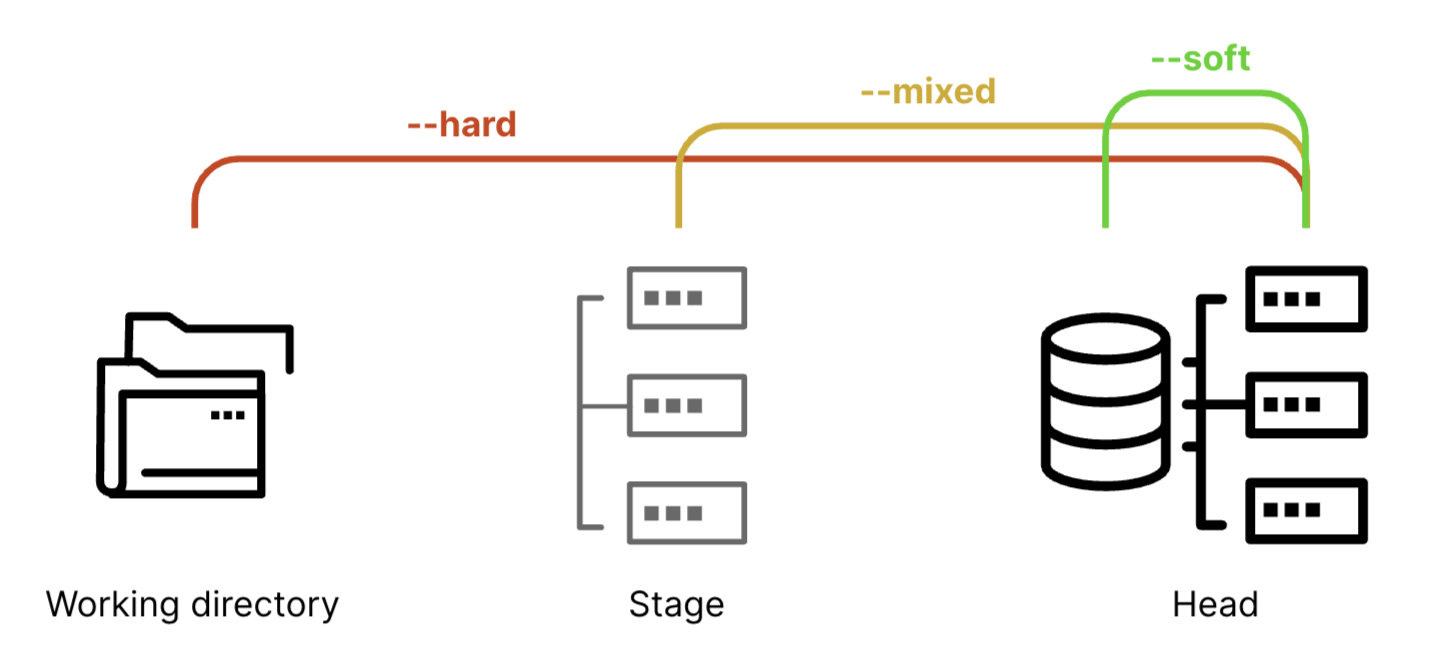 --soft
--mixed
--hard
Working directory
Stage
Head